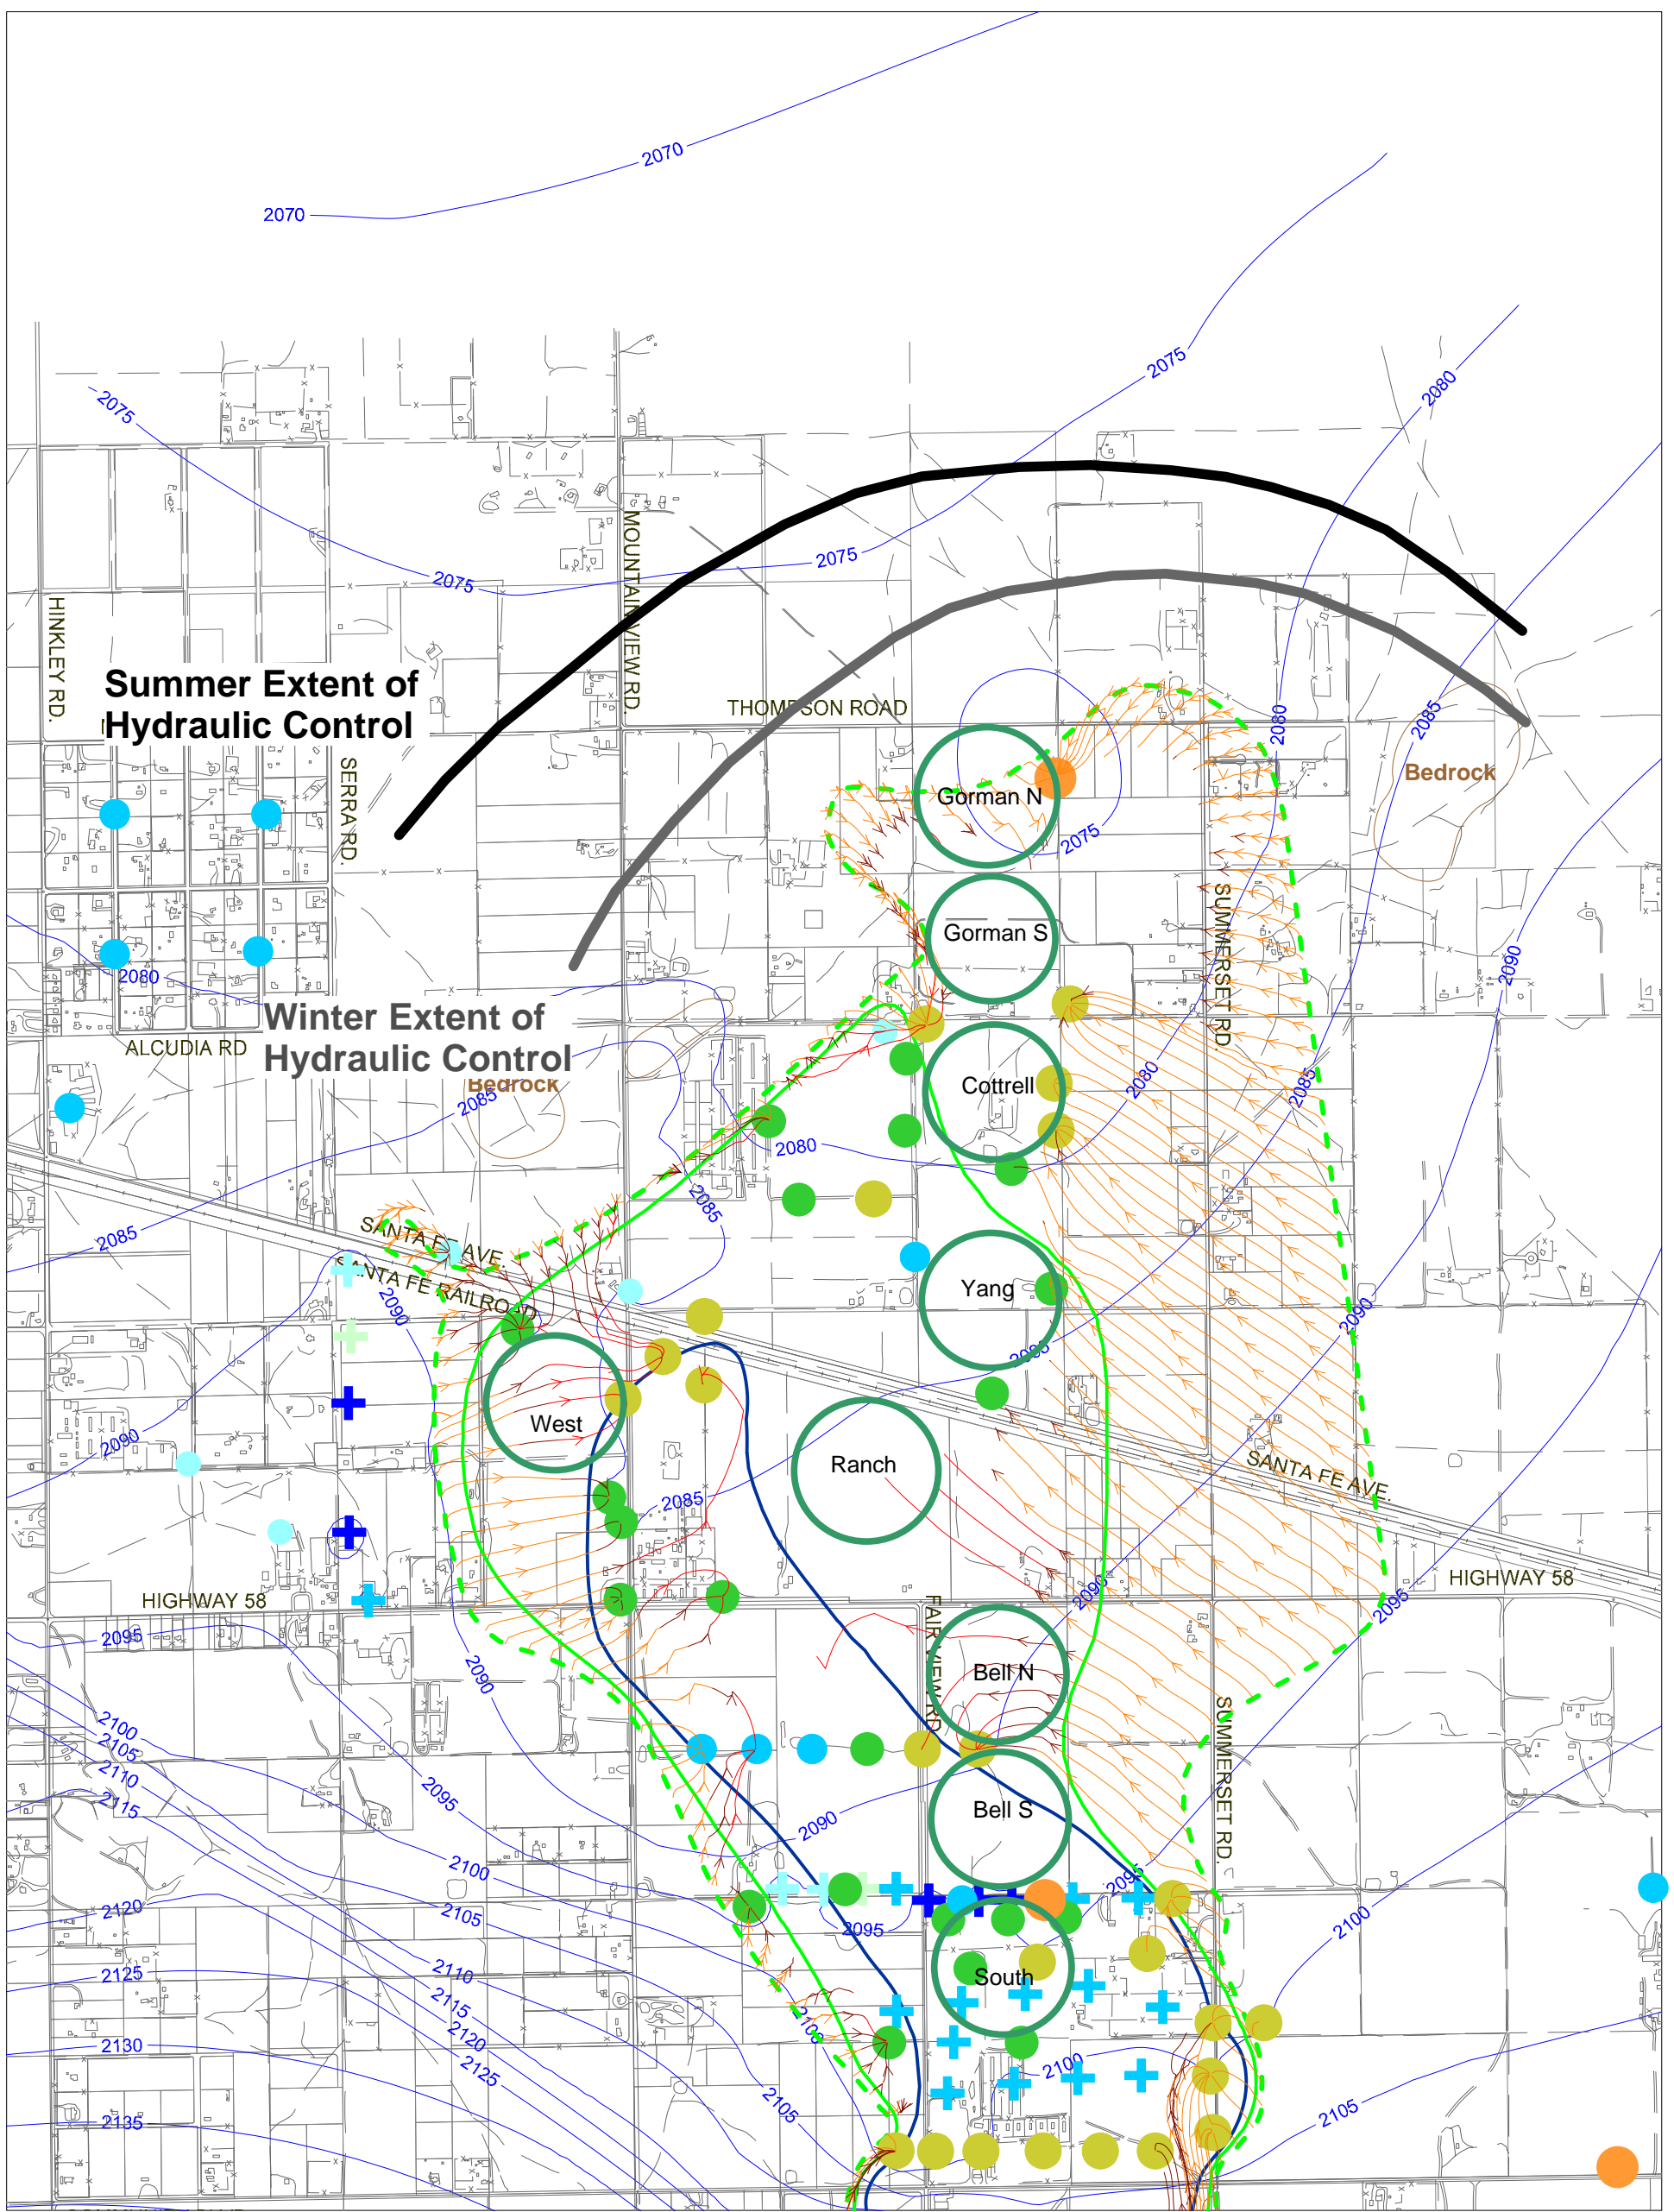 2070
2070
2075
2080
2075
2075
2075
MOUNTAIN VIEW RD.
HINKLEY RD.
Summer Extent of
Hydraulic Control
THOMPSON ROAD
2080
2085
Bedrock
SERRA RD.
Gorman N
2075
SUMMERSET RD.
Gorman S
2090
2080
Winter Extent of
Hydraulic Control
ALCUDIA RD
Bedrock
2085
Cottrell
2080
2085
2080
2085
2085
SANTA FE AVE.
SANTA FE RAILROAD
2090
Yang
2090
2085
West
2090
Ranch
SANTA FE AVE.
2085
HIGHWAY 58
HIGHWAY 58
2090
2095
2095
FAIRVIEW RD.
2090
Bell N
SUMMERSET RD.
2100
2105
2110
2115
2095
Bell S
2090
2100
2095
2120
2105
2095
2100
2125
2110
South
2115
2120
2125
2130
2100
2105
2105
2135